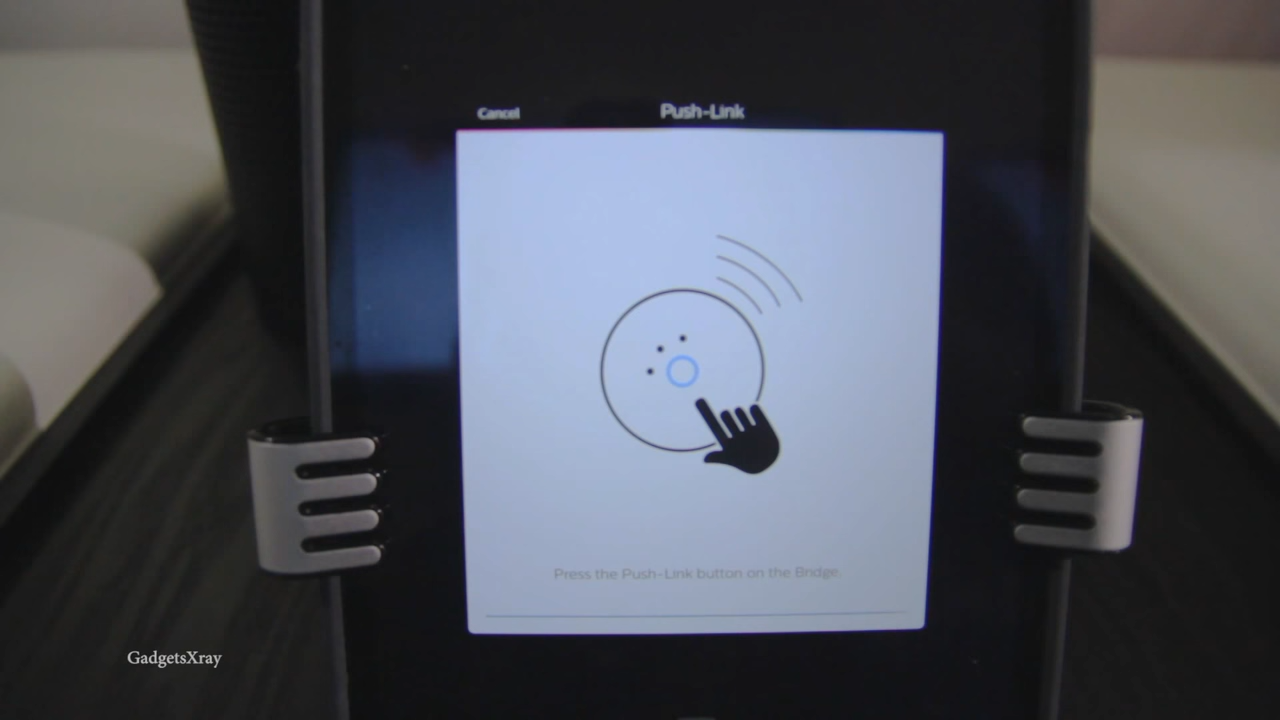 Cancel
Push-Link
Press the Push-Link button on the Bridge.
GadgetsXray